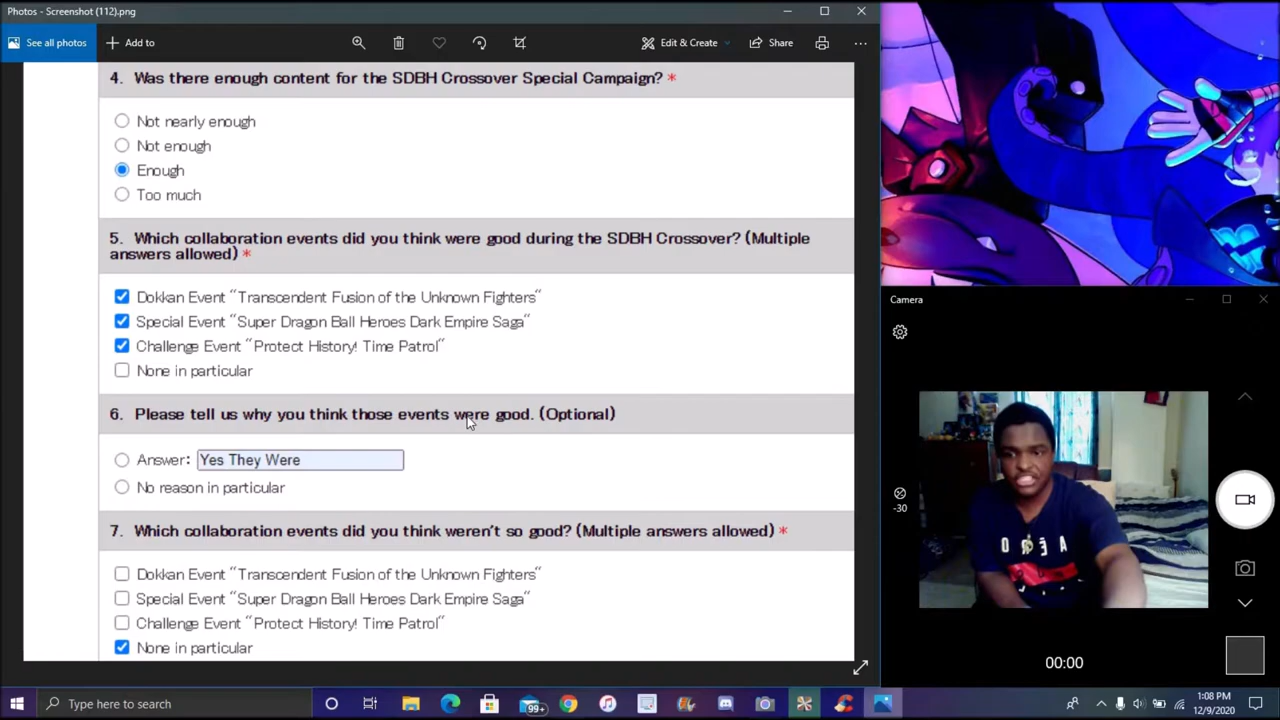 Photos - Screenshot (112).png
See all photos
Add to
Edit & Create
Share
4. Was there enough content for the SDBH Crossover Special Campaign? *
Not nearly enough
Not enough
Enough
Too much
5. Which collaboration events did you think were good during the SDBH Crossover? (Multiple
answers allowed) *
Dokkan Event "Transcendent Fusion of the Unknown Fighters"
Special Event "Super Dragon Ball Heroes Dark Empire Saga"
Challenge Event "Protect History! Time Patrol"
None in particular
6. Please tell us why you think those events were good. (Optional)
Answer: Yes They Were
No reason in particular
7. Which collaboration events did you think weren't so good? (Multiple answers allowed) *
Dokkan Event "Transcendent Fusion of the Unknown Fighters"
Special Event "Super Dragon Ball Heroes Dark Empire Saga"
Challenge Event "Protect History! Time Patrol"
None in particular
Camera
-30
00:00
Type here to search
99+
1:08 PM
12/9/2020